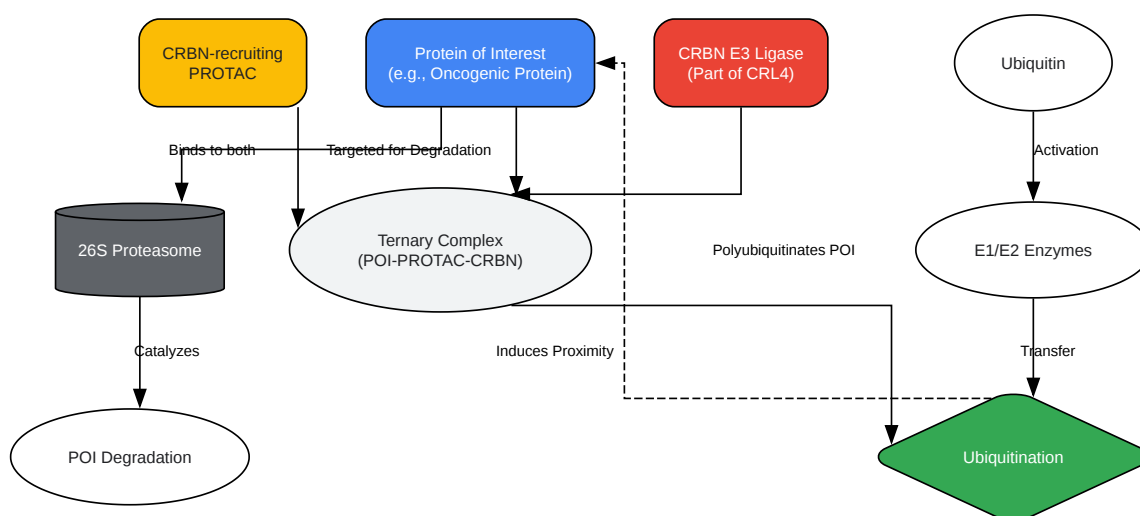 CRBN-recruiting
PROTAC
Protein of Interest
(e.g., Oncogenic Protein)
CRBN E3 Ligase
(Part of CRL4)
Ubiquitin
Binds to both
Targeted for Degradation
Activation
26S Proteasome
Ternary Complex
(POI-PROTAC-CRBN)
Polyubiquitinates POI
E1/E2 Enzymes
Catalyzes
Induces Proximity
Transfer
POI Degradation
Ubiquitination